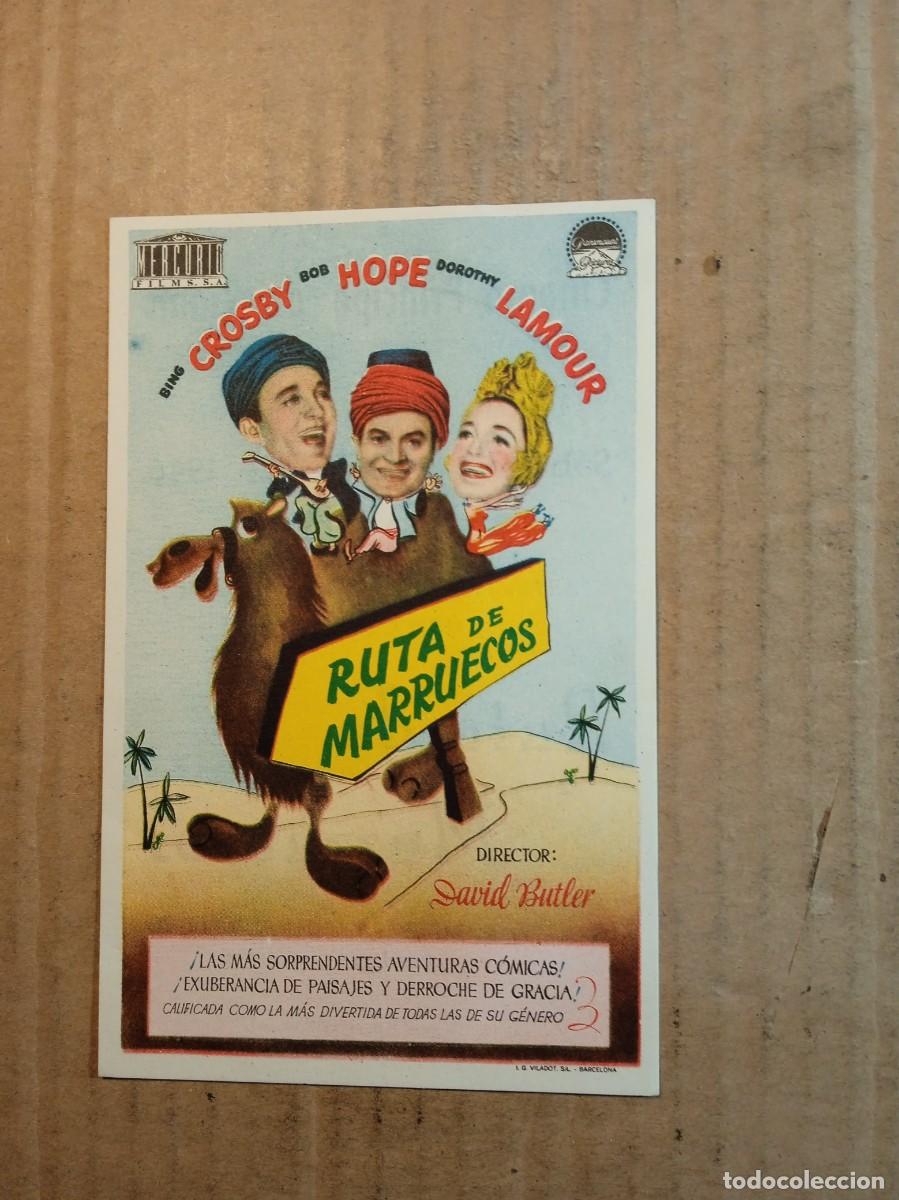 MERCURIO
FILMS. S.A.
Paramount
Pictures
BING CROSBY BOB HOPE DOROTHY LAMOUR
RUTA DE
MARRUECOS
DIRECTOR:
David Butler
¡LAS MÁS SORPRENDENTES AVENTURAS CÓMICAS!
¡EXUBERANCIA DE PAISAJES Y DERROCHE DE GRACIA!
CALIFICADA COMO LA MÁS DIVERTIDA DE TODAS LAS DE SU GÉNERO
I. G. VILADOT. S/L. - BARCELONA
todocoleccion